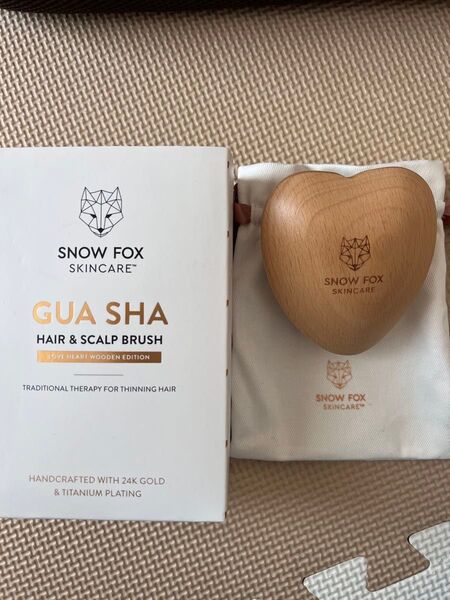 SNOW FOX
SKINCARE™
GUA SHA
HAIR & SCALP BRUSH
LOVE HEART WOODEN EDITION
TRADITIONAL THERAPY FOR THINNING HAIR
HANDCRAFTED WITH 24K GOLD
& TITANIUM PLATING
SNOW FOX
SKINCARE
SNOW FOX
SKINCARE™